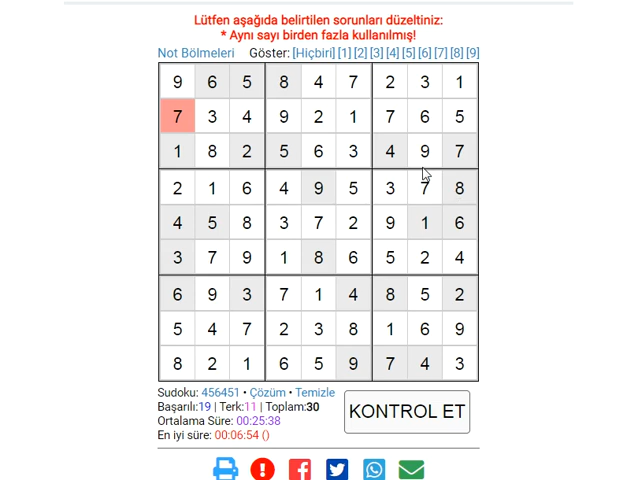 Lütfen aşağıda belirtilen sorunları düzeltiniz:
* Aynı sayı birden fazla kullanılmış!
Not Bölmeleri Göster: [Hiçbiri] [1] [2] [3] [4] [5] [6] [7] [8] [9]
9 6 5 8 4 7 2 3 1
7 3 4 9 2 1 7 6 5
1 8 2 5 6 3 4 9 7
2 1 6 4 9 5 3 7 8
4 5 8 3 7 2 9 1 6
3 7 9 1 8 6 5 2 4
6 9 3 7 1 4 8 5 2
5 4 7 2 3 8 1 6 9
8 2 1 6 5 9 7 4 3
Sudoku: 456451 • Çözüm • Temizle
Başarılı:19 | Terk:11 | Toplam:30
Ortalama Süre: 00:25:38
En iyi süre: 00:06:54 ()
KONTROL ET